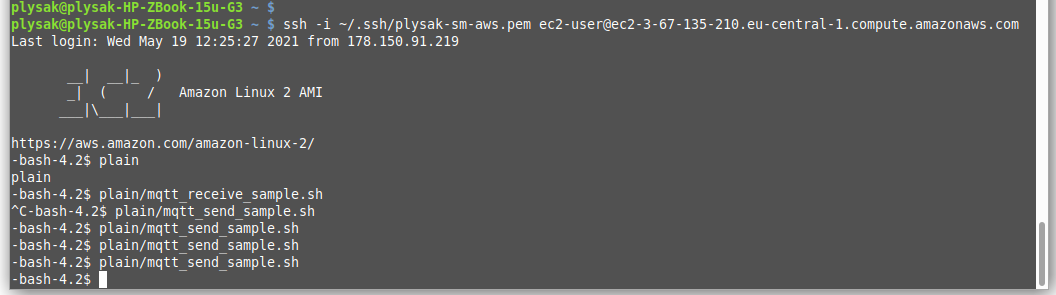 plysak@plysak-HP-ZBook-15u-G3 ~ $
plysak@plysak-HP-ZBook-15u-G3 ~ $ ssh -i ~/.ssh/plysak-sm-aws.pem ec2-user@ec2-3-67-135-210.eu-central-1.compute.amazonaws.com
Last login: Wed May 19 12:25:27 2021 from 178.150.91.219
       __|  __|_  )
       _|  (     /   Amazon Linux 2 AMI
      ___|\___|___|
https://aws.amazon.com/amazon-linux-2/
-bash-4.2$ plain
plain
-bash-4.2$ plain/mqtt_receive_sample.sh
^C-bash-4.2$ plain/mqtt_send_sample.sh
-bash-4.2$ plain/mqtt_send_sample.sh
-bash-4.2$ plain/mqtt_send_sample.sh
-bash-4.2$ plain/mqtt_send_sample.sh
-bash-4.2$